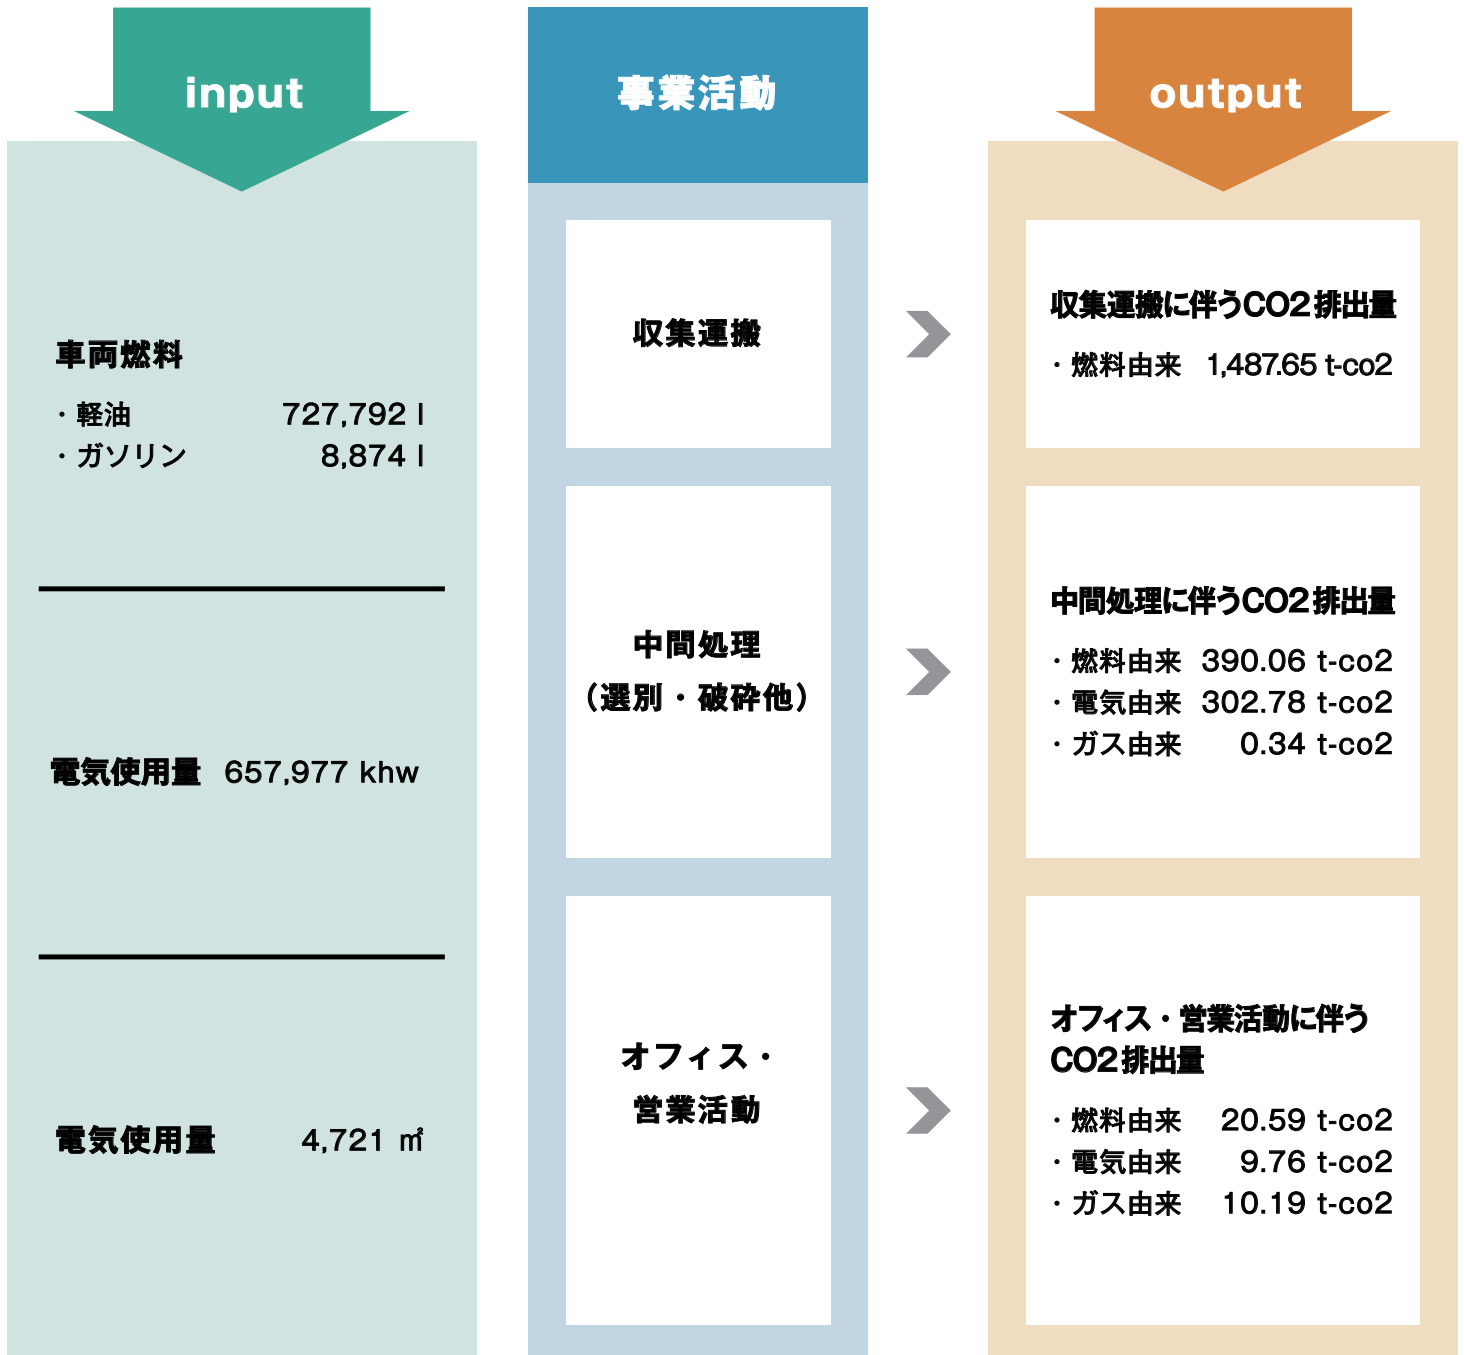 input
車両燃料
・軽油 727,792 l
・ガソリン 8,874 l
電気使用量 657,977 khw
電気使用量 4,721 ㎥
事業活動
収集運搬
中間処理
（選別・破砕他）
オフィス・
営業活動
output
収集運搬に伴うCO2排出量
・燃料由来 1,487.65 t-co2
中間処理に伴うCO2排出量
・燃料由来 390.06 t-co2
・電気由来 302.78 t-co2
・ガス由来 0.34 t-co2
オフィス・営業活動に伴う
CO2排出量
・燃料由来 20.59 t-co2
・電気由来 9.76 t-co2
・ガス由来 10.19 t-co2